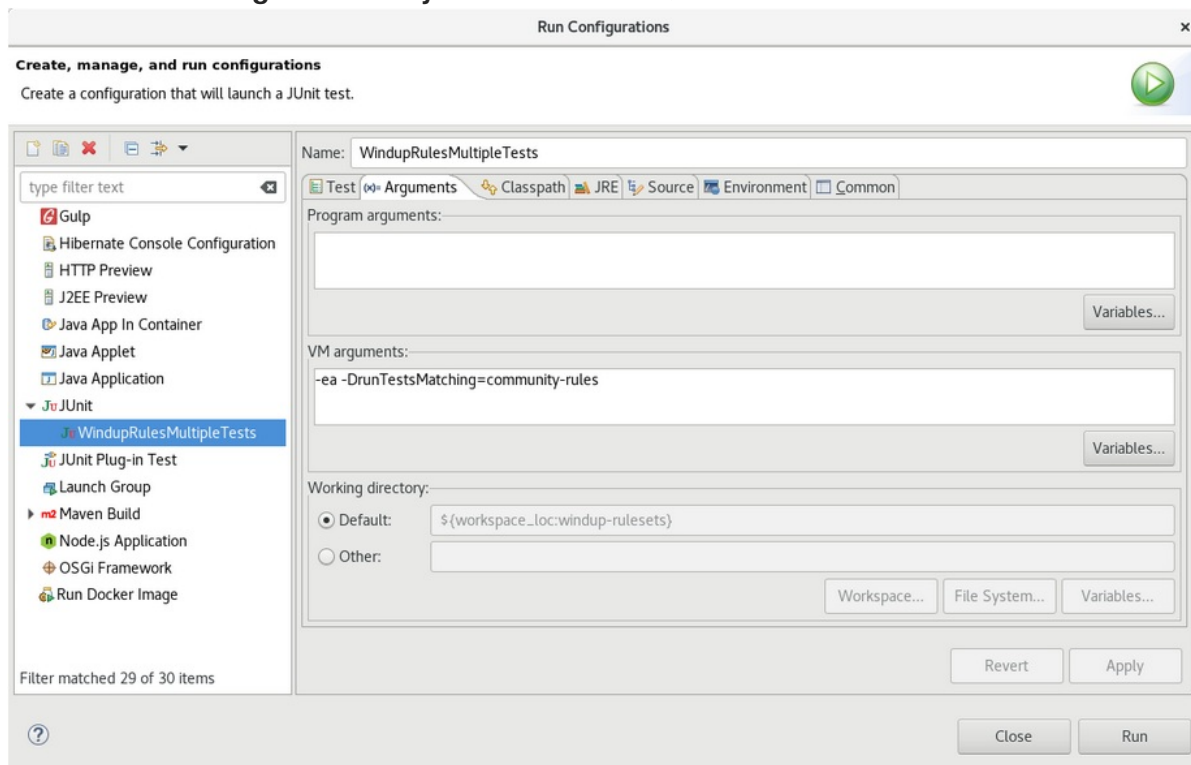 Run Configurations
Create, manage, and run configurations
Create a configuration that will launch a JUnit test.
type filter text
Gulp
Hibernate Console Configuration
HTTP Preview
J2EE Preview
Java App In Container
Java Applet
Java Application
JUnit
WindupRulesMultipleTests
JUnit Plug-in Test
Launch Group
m2 Maven Build
Node.js Application
OSGi Framework
Run Docker Image
Filter matched 29 of 30 items
Name: WindupRulesMultipleTests
Test (x)= Arguments Classpath JRE Source Environment Common
Program arguments:
Variables...
VM arguments:
-ea -DrunTestsMatching=community-rules
Variables...
Working directory:
Default: ${workspace_loc:windup-rulesets}
Other:
Workspace... File System... Variables...
Revert Apply
Close Run